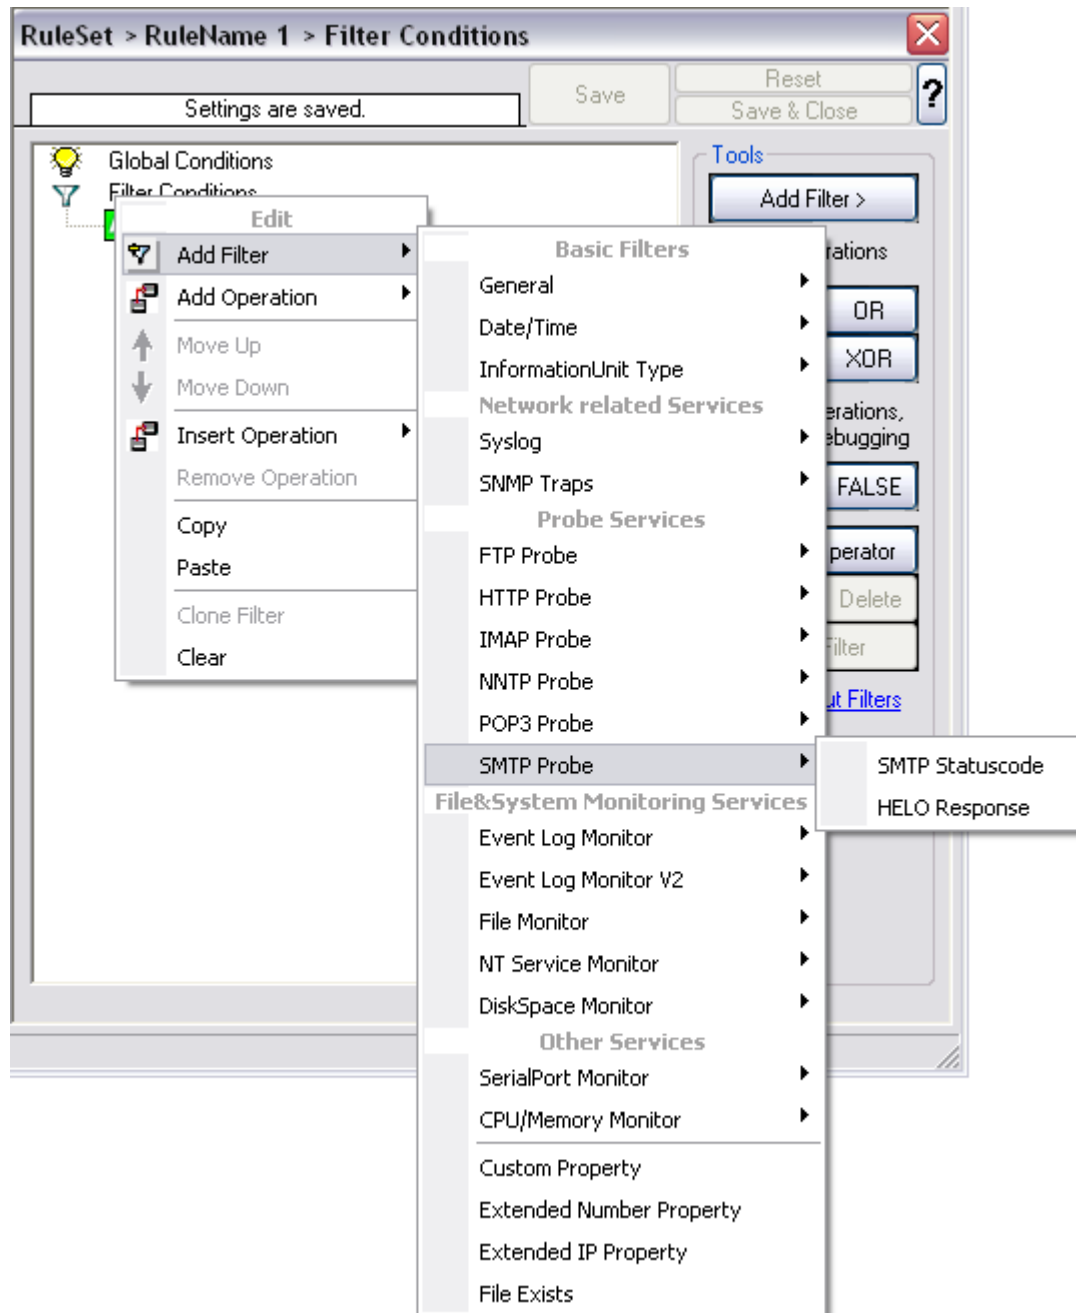 RuleSet > RuleName 1 > Filter Conditions
Settings are saved.
Save
Reset
Save & Close
?
Global Conditions
Filter Conditions
Tools
Add Filter >
OR
XOR
FALSE
Delete
Edit
Add Filter
Add Operation
Move Up
Move Down
Insert Operation
Remove Operation
Copy
Paste
Clone Filter
Clear
Basic Filters
General
Date/Time
InformationUnit Type
Network related Services
Syslog
SNMP Traps
Probe Services
FTP Probe
HTTP Probe
IMAP Probe
NNTP Probe
POP3 Probe
SMTP Probe
File&System Monitoring Services
Event Log Monitor
Event Log Monitor V2
File Monitor
NT Service Monitor
DiskSpace Monitor
Other Services
SerialPort Monitor
CPU/Memory Monitor
Custom Property
Extended Number Property
Extended IP Property
File Exists
SMTP Statuscode
HELO Response
Filters